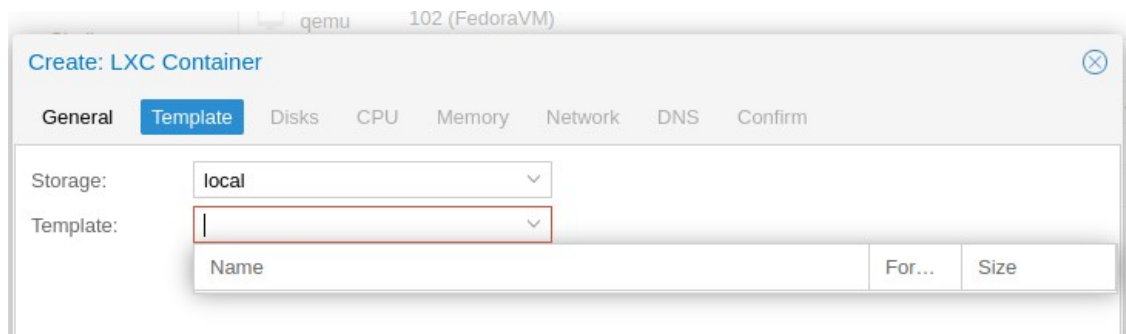 qemu 102 (FedoraVM)
Create: LXC Container
General Template Disks CPU Memory Network DNS Confirm
Storage: local
Template:
Name For... Size